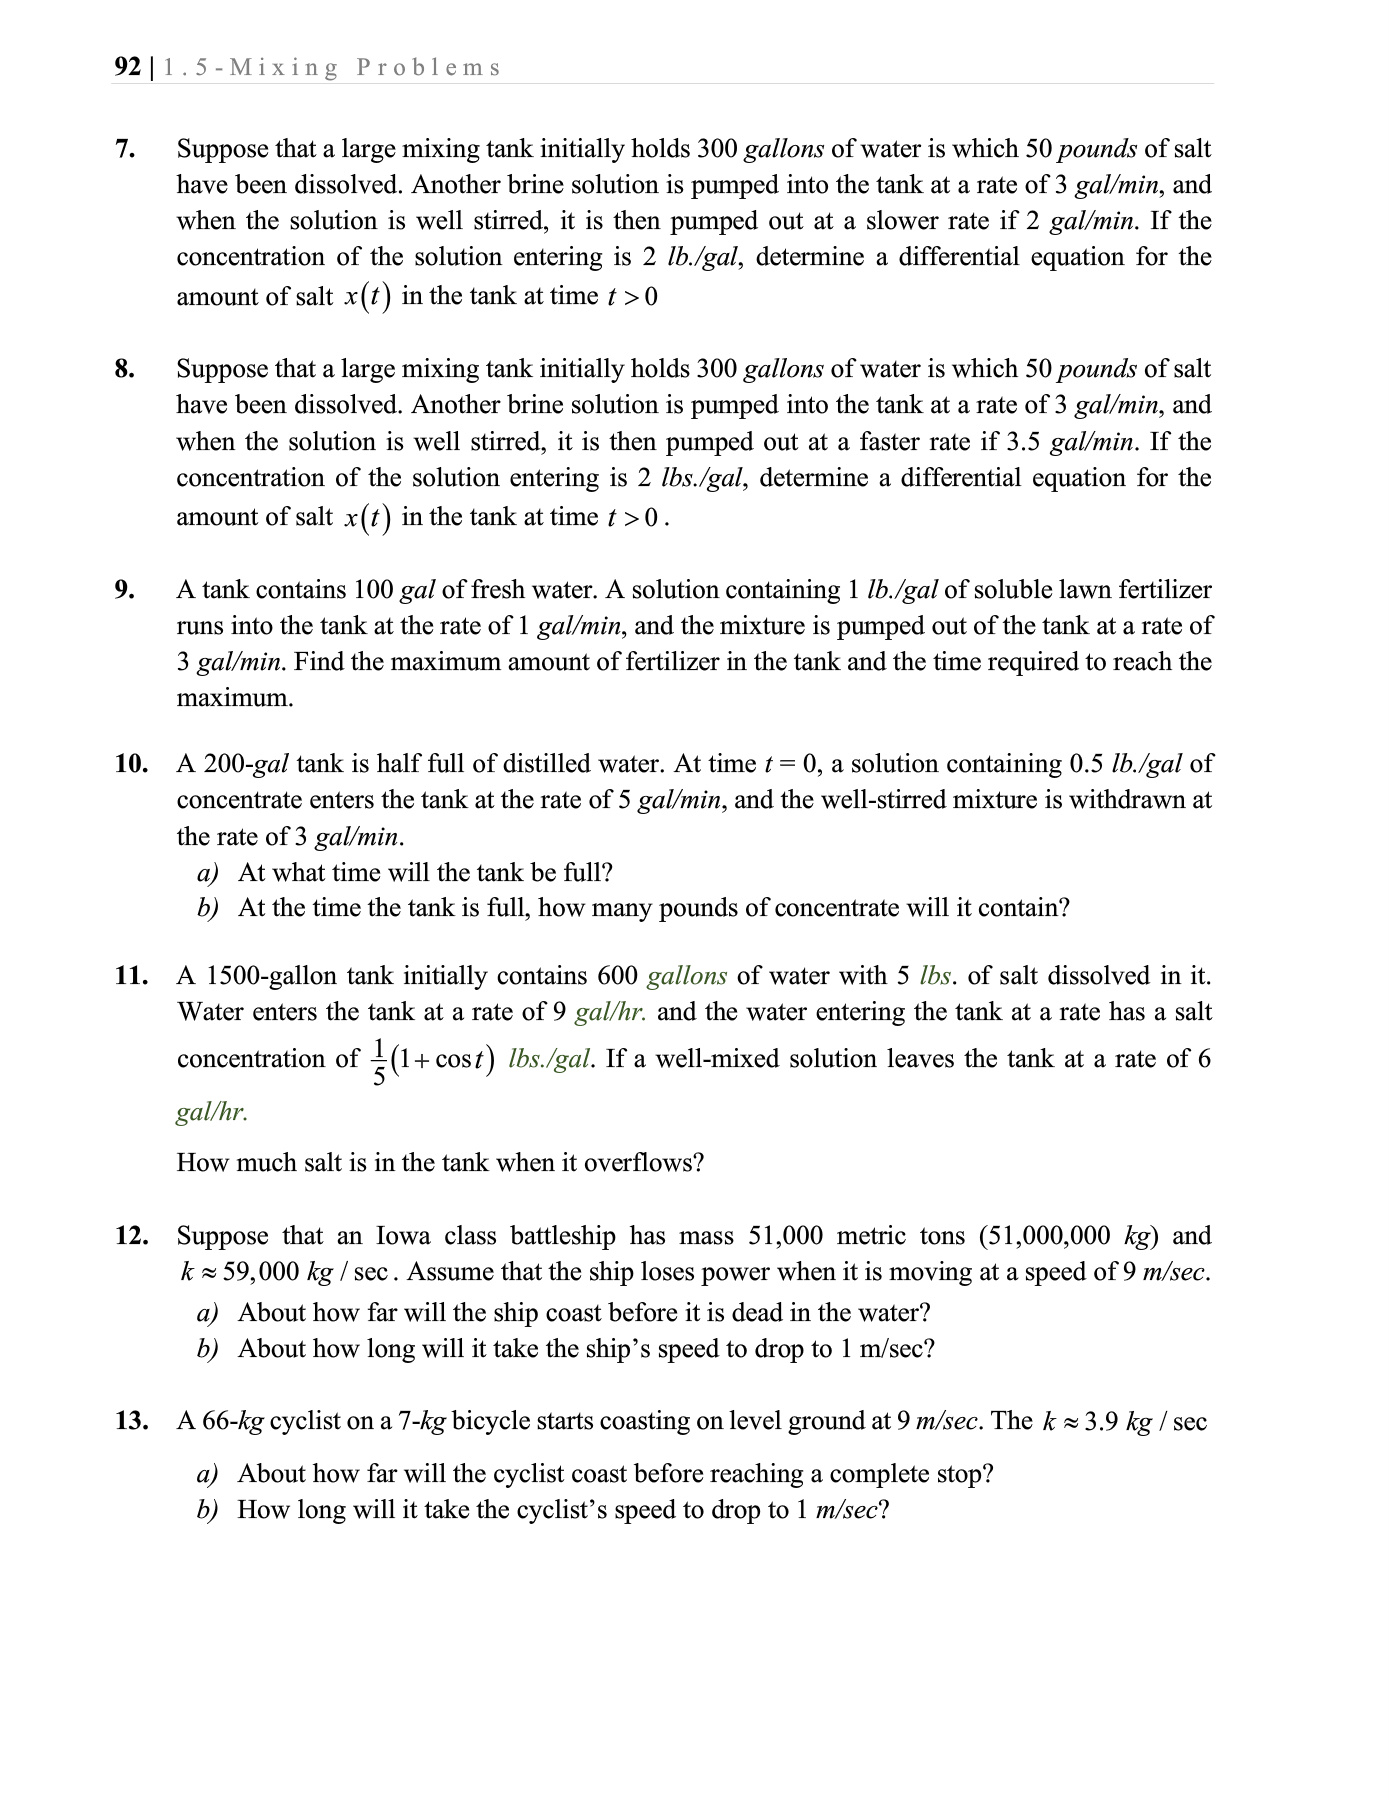 92 | 1.5-Mixing Problems
7. Suppose that a large mixing tank initially holds 300 gallons of water is which 50 pounds of salt
have been dissolved. Another brine solution is pumped into the tank at a rate of 3 gal/min, and
when the solution is well stirred, it is then pumped out at a slower rate if 2 gal/min. If the
concentration of the solution entering is 2 lb./gal, determine a differential equation for the
amount of salt x(t) in the tank at time t > 0
8. Suppose that a large mixing tank initially holds 300 gallons of water is which 50 pounds of salt
have been dissolved. Another brine solution is pumped into the tank at a rate of 3 gal/min, and
when the solution is well stirred, it is then pumped out at a faster rate if 3.5 gal/min. If the
concentration of the solution entering is 2 lbs./gal, determine a differential equation for the
amount of salt x(t) in the tank at time t > 0.
9. A tank contains 100 gal of fresh water. A solution containing 1 lb./gal of soluble lawn fertilizer
runs into the tank at the rate of 1 gal/min, and the mixture is pumped out of the tank at a rate of
3 gal/min. Find the maximum amount of fertilizer in the tank and the time required to reach the
maximum.
10. A 200-gal tank is half full of distilled water. At time t = 0, a solution containing 0.5 lb./gal of
concentrate enters the tank at the rate of 5 gal/min, and the well-stirred mixture is withdrawn at
the rate of 3 gal/min.
a) At what time will the tank be full?
b) At the time the tank is full, how many pounds of concentrate will it contain?
11. A 1500-gallon tank initially contains 600 gallons of water with 5 lbs. of salt dissolved in it.
Water enters the tank at a rate of 9 gal/hr. and the water entering the tank at a rate has a salt
concentration of 1/5 (1 + cos t) lbs./gal. If a well-mixed solution leaves the tank at a rate of 6
gal/hr.
How much salt is in the tank when it overflows?
12. Suppose that an Iowa class battleship has mass 51,000 metric tons (51,000,000 kg) and
k ≈ 59,000 kg / sec. Assume that the ship loses power when it is moving at a speed of 9 m/sec.
a) About how far will the ship coast before it is dead in the water?
b) About how long will it take the ship’s speed to drop to 1 m/sec?
13. A 66-kg cyclist on a 7-kg bicycle starts coasting on level ground at 9 m/sec. The k ≈ 3.9 kg / sec
a) About how far will the cyclist coast before reaching a complete stop?
b) How long will it take the cyclist’s speed to drop to 1 m/sec?